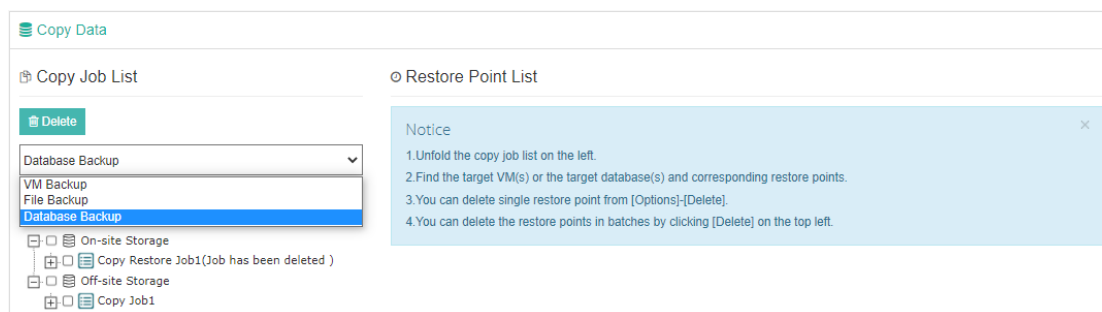 Copy Data
Copy Job List
Delete
Database Backup
VM Backup
File Backup
Database Backup
On-site Storage
Copy Restore Job1(Job has been deleted )
Off-site Storage
Copy Job1
Restore Point List
Notice
1.Unfold the copy job list on the left.
2.Find the target VM(s) or the target database(s) and corresponding restore points.
3.You can delete single restore point from [Options]-[Delete].
4.You can delete the restore points in batches by clicking [Delete] on the top left.